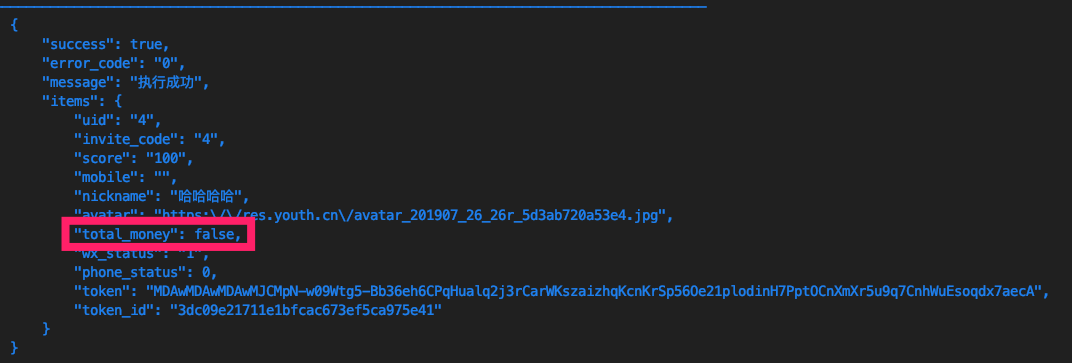 {
"success": true,
"error_code": "0",
"message": "执行成功",
"items": {
"uid": "4",
"invite_code": "4",
"score": "100",
"mobile": "",
"nickname": "哈哈哈哈",
"avatar": "https:\/\/res.youth.cn\/avatar_201907_26_26r_5d3ab720a53e4.jpg",
"total_money": false,
"wx_status": "1",
"phone_status": 0,
"token": "MDAwMDAwMDAwMJCMpN-w09Wtg5-Bb36eh6CPqHualq2j3rCarWKszaizhqKcnKrSp56Oe21plodinH7PptOCnXmXr5u9q7CnhWuEsoqdx7aecA",
"token_id": "3dc09e21711e1bfcac673ef5ca975e41"
}
}